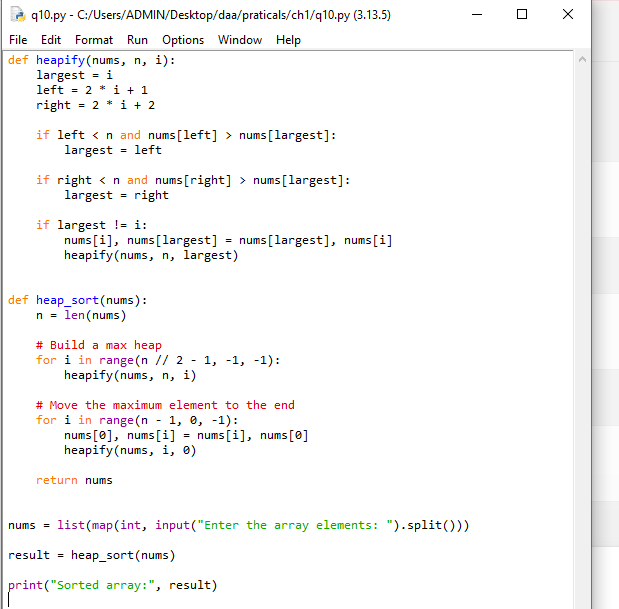 q10.py - C:/Users/ADMIN/Desktop/daa/praticals/ch1/q10.py (3.13.5)
File Edit Format Run Options Window Help
def heapify(nums, n, i):
    largest = i
    left = 2 * i + 1
    right = 2 * i + 2

    if left < n and nums[left] > nums[largest]:
        largest = left

    if right < n and nums[right] > nums[largest]:
        largest = right

    if largest != i:
        nums[i], nums[largest] = nums[largest], nums[i]
        heapify(nums, n, largest)


def heap_sort(nums):
    n = len(nums)

    # Build a max heap
    for i in range(n // 2 - 1, -1, -1):
        heapify(nums, n, i)

    # Move the maximum element to the end
    for i in range(n - 1, 0, -1):
        nums[0], nums[i] = nums[i], nums[0]
        heapify(nums, i, 0)

    return nums


nums = list(map(int, input("Enter the array elements: ").split()))

result = heap_sort(nums)

print("Sorted array:", result)